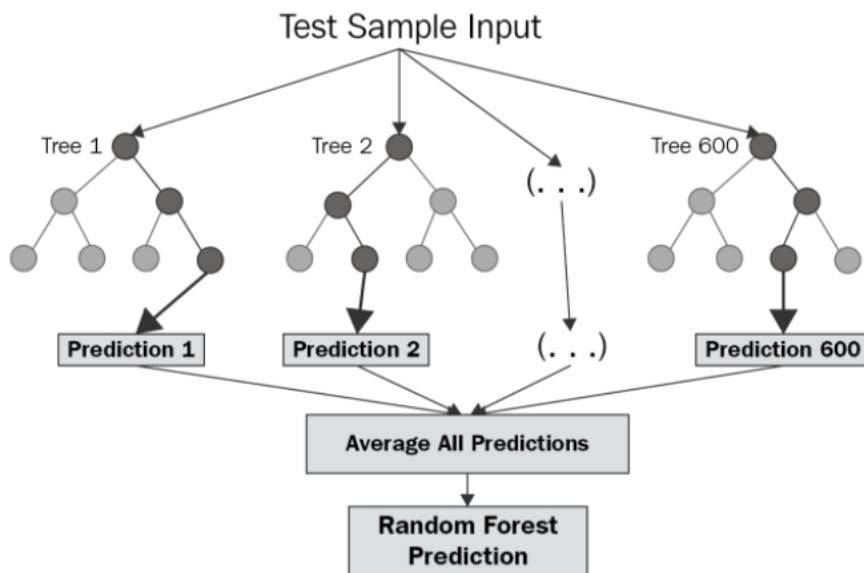 Test Sample Input
Tree 1
Tree 2
Tree 600
(. . .)
Prediction 1
Prediction 2
(. . .)
Prediction 600
Average All Predictions
Random Forest
Prediction